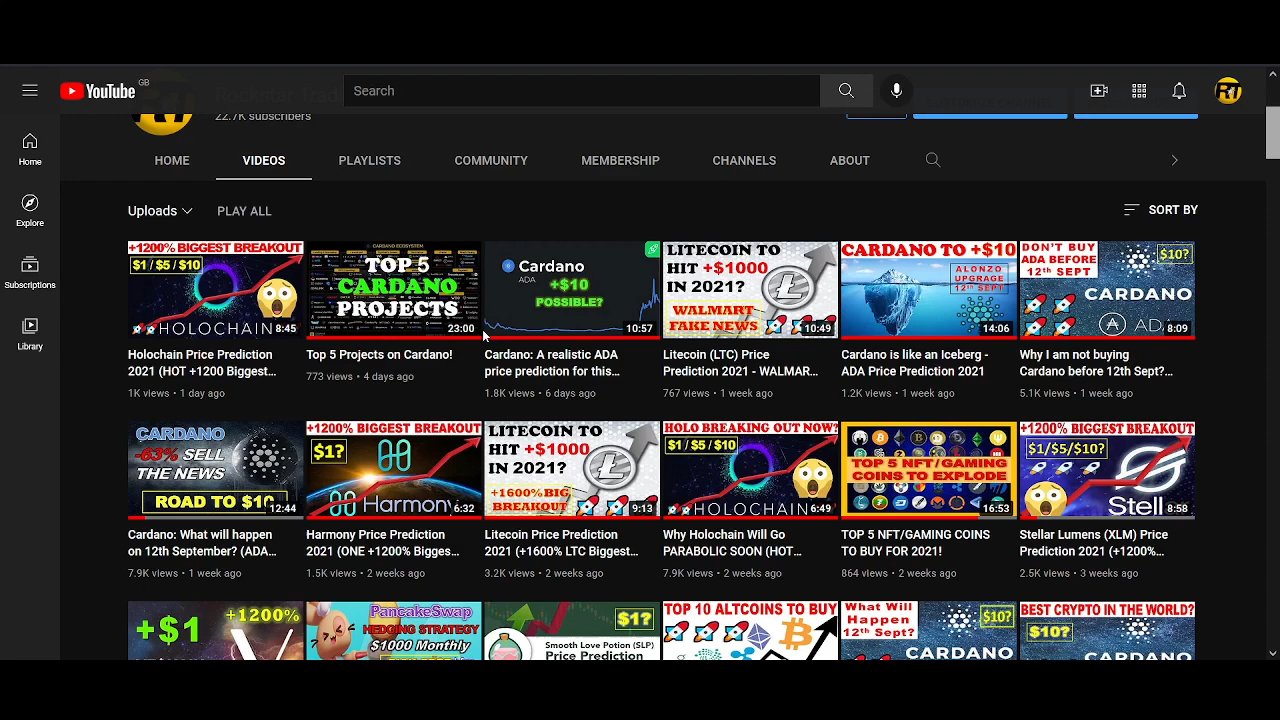 YouTube GB
Search
22.7K subscribers
HOME VIDEOS PLAYLISTS COMMUNITY MEMBERSHIP CHANNELS ABOUT
Home
Explore
Subscriptions
Library
Uploads PLAY ALL SORT BY
+1200% BIGGEST BREAKOUT
$1 / $5 / $10
HOLOCHAIN
8:45
Holochain Price Prediction
2021 (HOT +1200 Biggest...
1K views • 1 day ago
CARDANO ECOSYSTEM
TOP 5
CARDANO
PROJECTS
23:00
Top 5 Projects on Cardano!
773 views • 4 days ago
Cardano
ADA
+$10
POSSIBLE?
10:57
Cardano: A realistic ADA
price prediction for this...
1.8K views • 6 days ago
LITECOIN TO
HIT +$1000
IN 2021?
WALMART
FAKE NEWS
10:49
Litecoin (LTC) Price
Prediction 2021 - WALMAR...
767 views • 1 week ago
CARDANO TO +$10
ALONZO
UPGRAGE
12TH SEPT
14:06
Cardano is like an Iceberg -
ADA Price Prediction 2021
1.2K views • 1 week ago
DON'T BUY
ADA BEFORE
12th SEPT
$10?
CARDANO
ADA
8:09
Why I am not buying
Cardano before 12th Sept?...
5.1K views • 1 week ago
CARDANO
-63% SELL
THE NEWS
ROAD TO $10
12:44
Cardano: What will happen
on 12th September? (ADA...
7.9K views • 1 week ago
+1200% BIGGEST BREAKOUT
$1?
Harmony
6:32
Harmony Price Prediction
2021 (ONE +1200% Bigges...
1.5K views • 2 weeks ago
LITECOIN TO
HIT +$1000
IN 2021?
+1600%BIG
BREAKOUT
9:13
Litecoin Price Prediction
2021 (+1600% LTC Biggest...
3.2K views • 2 weeks ago
HOLO BREAKING OUT NOW?
$1 / $5 / $10
HOLOCHAIN
6:49
Why Holochain Will Go
PARABOLIC SOON (HOT...
7.9K views • 2 weeks ago
TOP 5 NFT/GAMING
COINS TO EXPLODE
16:53
TOP 5 NFT/GAMING COINS
TO BUY FOR 2021!
864 views • 2 weeks ago
+1200% BIGGEST BREAKOUT
$1/$5/$10?
Stell
8:58
Stellar Lumens (XLM) Price
Prediction 2021 (+1200%...
2.5K views • 3 weeks ago
+$1
+1200%
PancakeSwap
HEDGING STRATEGY
$1000 Monthly
$1?
Smooth Love Potion (SLP)
Price Prediction
TOP 10 ALTCOINS TO BUY
What Will
Happen
12th Sept?
$10?
CARDANO
BEST CRYPTO IN THE WORLD?
$10?
CARDANO